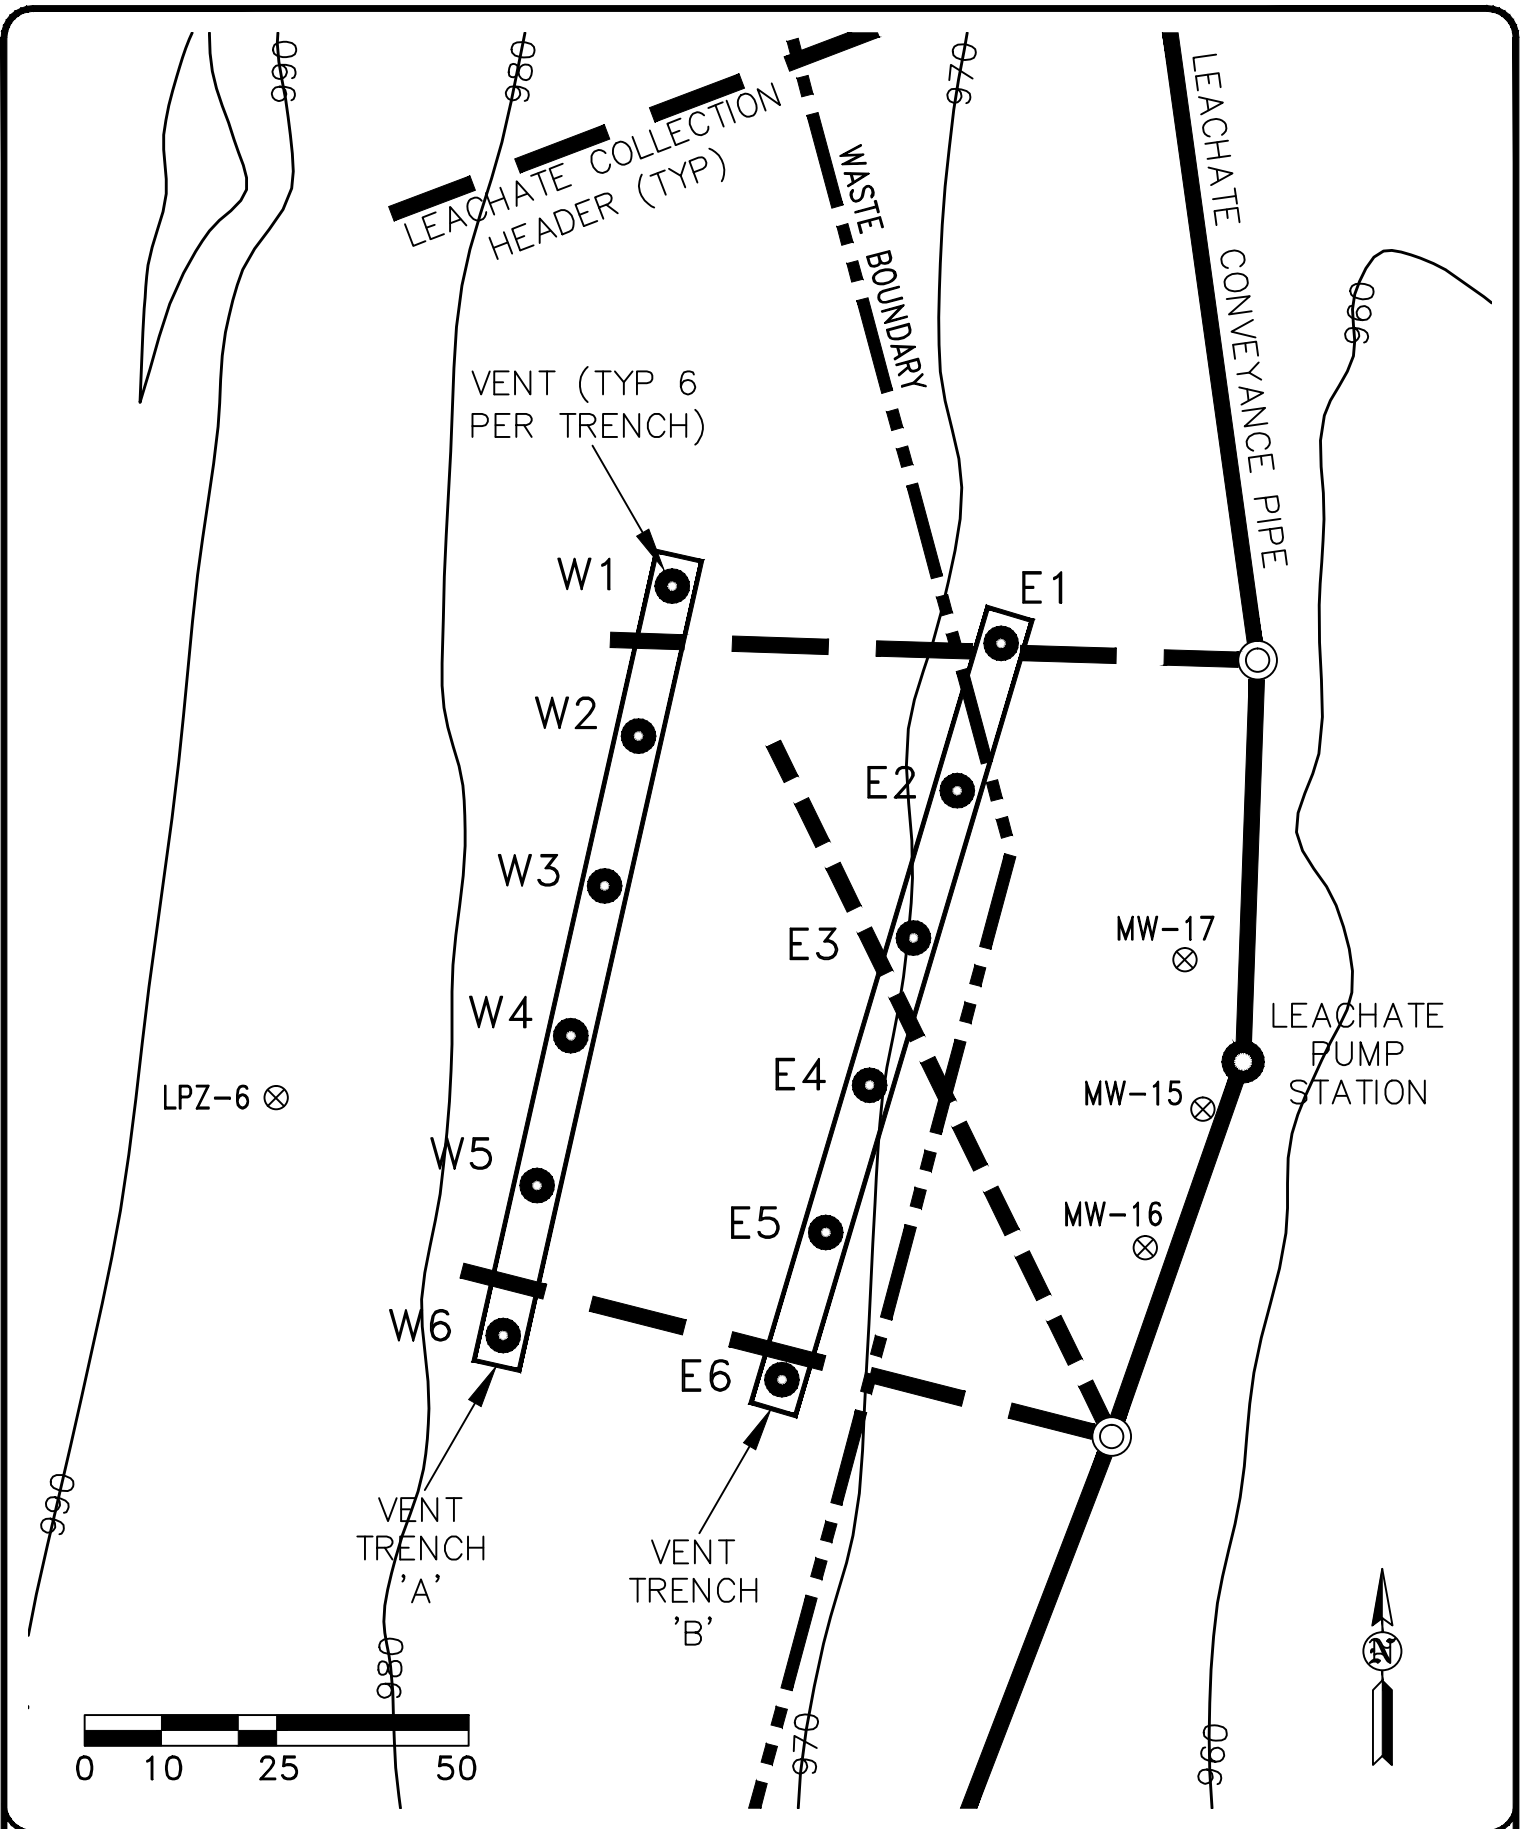 990
980
970
LEACHATE COLLECTION
HEADER (TYP)
WASTE BOUNDARY
LEACHATE CONVEYANCE PIPE
960
VENT (TYP 6
PER TRENCH)
W1
E1
W2
E2
W3
E3
MW-17
W4
LEACHATE
PUMP
STATION
E4
LPZ-6
MW-15
W5
E5
MW-16
W6
E6
990
VENT
TRENCH
'A'
VENT
TRENCH
'B'
980
970
960
N
0 10 25 50